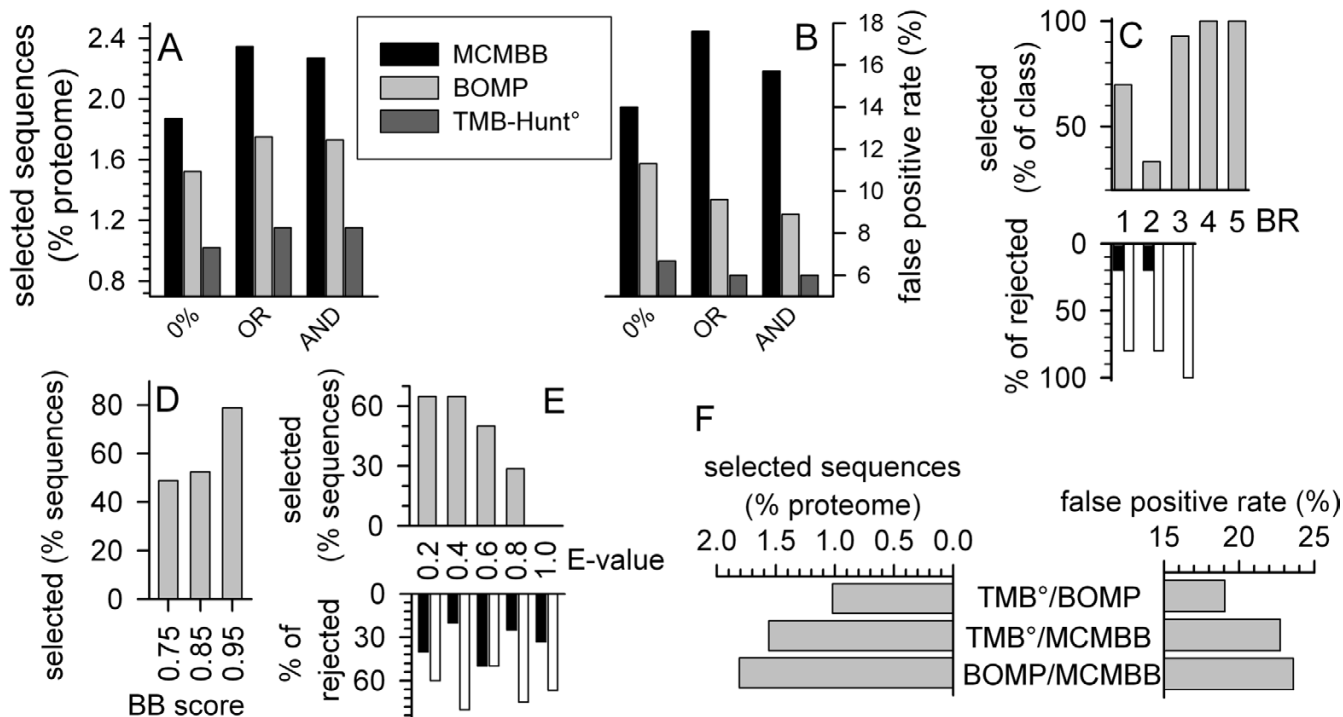 A
selected sequences
(% proteome)
2.4
2.0
1.6
1.2
0.8
0%
OR
AND
MCMBB
BOMP
TMB-Hunt°
B
false positive rate (%)
18
16
14
12
10
8
6
0%
OR
AND
C
selected
(% of class)
100
50
1 2 3 4 5 BR
% of rejected
0
50
100
D
selected (% sequences)
80
60
40
20
0
0.75
0.85
0.95
BB score
E
selected
(% sequences)
60
30
0
0.2
0.4
0.6
0.8
1.0
E-value
% of
rejected
0
30
60
F
selected sequences
(% proteome)
2.0 1.5 1.0 0.5 0.0
false positive rate (%)
15 20 25
TMB°/BOMP
TMB°/MCMBB
BOMP/MCMBB